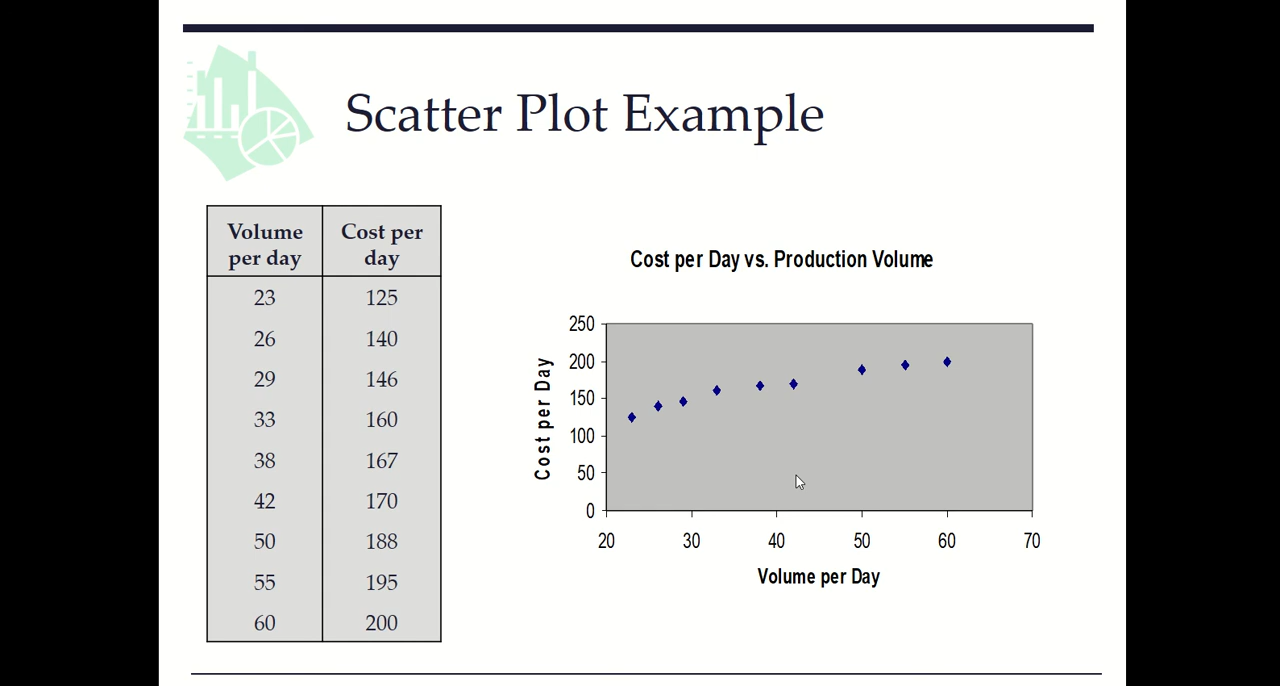 Scatter Plot Example
Volume per day Cost per day
23 125
26 140
29 146
33 160
38 167
42 170
50 188
55 195
60 200
Cost per Day vs. Production Volume
Cost per Day
250
200
150
100
50
0
20 30 40 50 60 70
Volume per Day